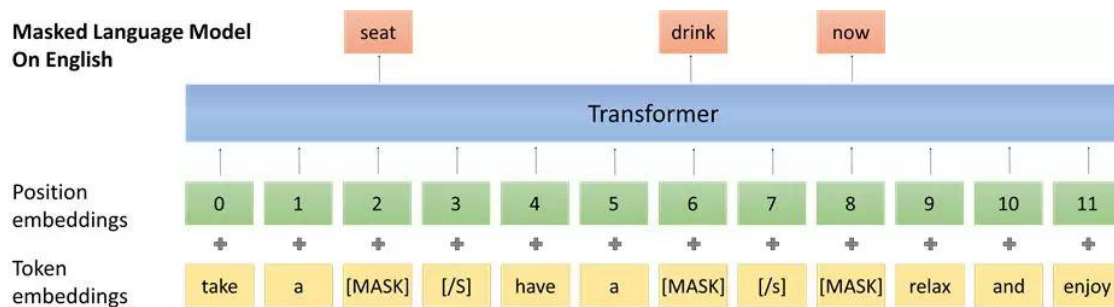 Masked Language Model
On English
seat drink now
Transformer
Position
embeddings
0 1 2 3 4 5 6 7 8 9 10 11
Token
embeddings
take a [MASK] [/S] have a [MASK] [/s] [MASK] relax and enjoy